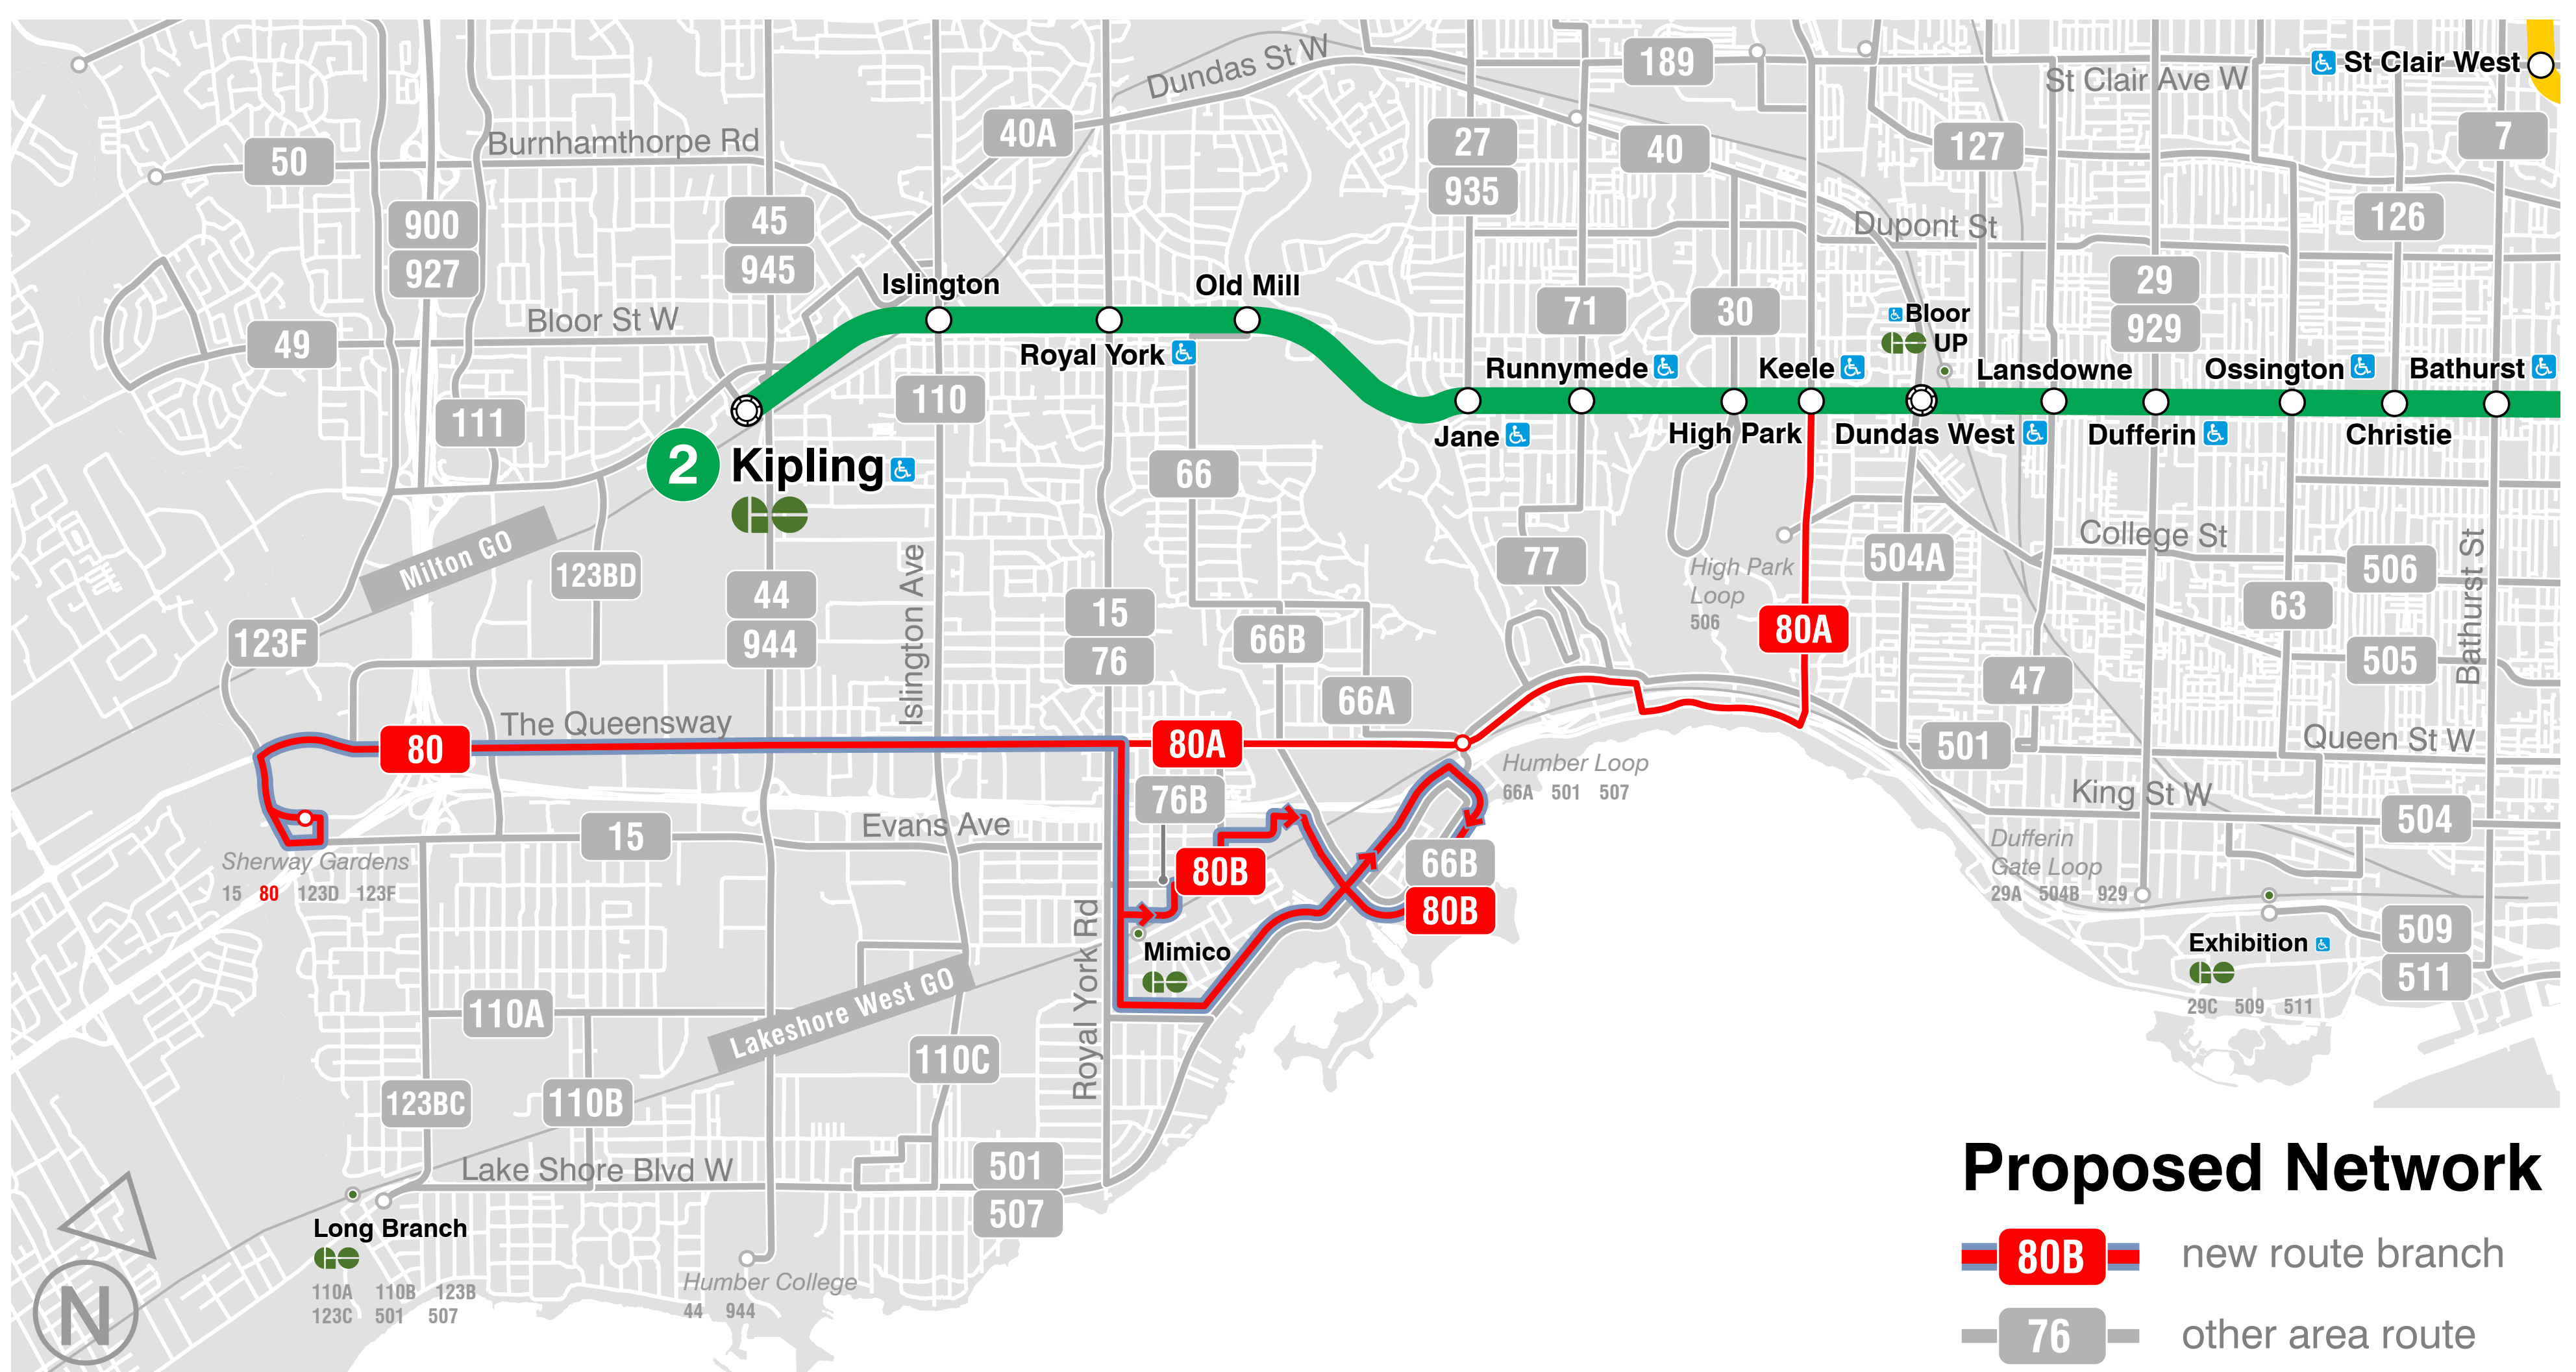 Dundas St W
189
St Clair Ave W
St Clair West
50
Burnhamthorpe Rd
40A
27
935
40
127
7
900
927
45
945
Dupont St
126
Islington
Old Mill
49
Bloor St W
Royal York
71
30
Bloor
UP
29
929
Runnymede
Keele
Lansdowne
Ossington
Bathurst
111
110
Jane
High Park
Dundas West
Dufferin
Christie
2
Kipling
66
Milton GO
123BD
44
944
Islington Ave
15
76
66B
77
High Park
Loop
506
504A
College St
506
Bathurst St
63
505
123F
66A
80A
47
The Queensway
80
80A
501
Queen St W
Humber Loop
66A 501 507
76B
15
Evans Ave
King St W
504
Sherway Gardens
15 80 123D 123F
80B
66B
80B
Dufferin
Gate Loop
29A 504B 929
Royal York Rd
Mimico
Exhibition
29C 509 511
509
511
110A
Lakeshore West GO
110C
123BC
110B
Lake Shore Blvd W
501
507
Long Branch
110A 110B 123B
123C 501 507
Humber College
44 944
N
Proposed Network
80B new route branch
76 other area route